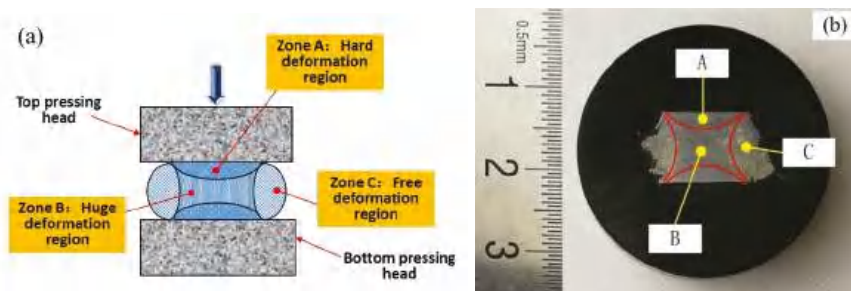 (a)
Zone A: Hard
deformation
region
Top pressing
head
Zone B: Huge
deformation
region
Zone C: Free
deformation
region
Bottom pressing
head
(b)
0.5mm
1
2
3
A
B
C